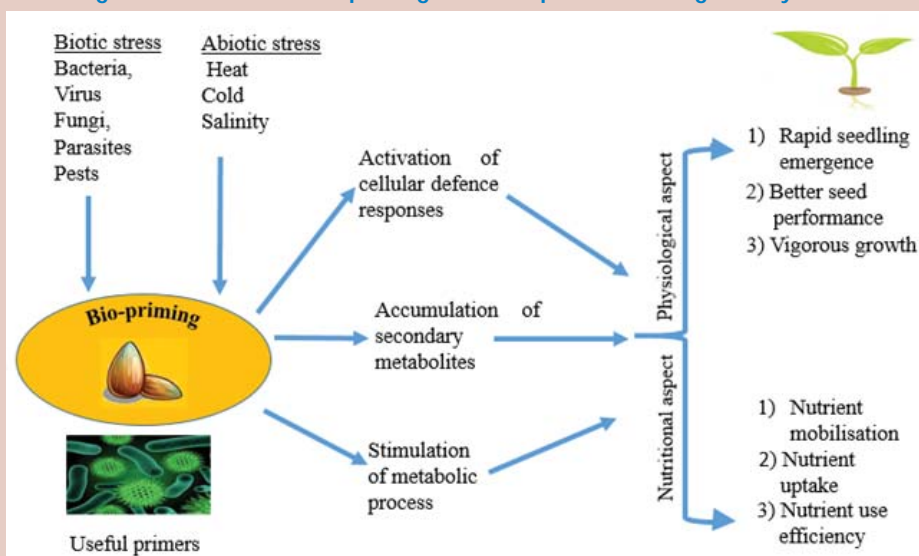 Biotic stress
Bacteria,
Virus
Fungi,
Parasites
Pests
Abiotic stress
Heat
Cold
Salinity
Bio-priming
Useful primers
Activation of
cellular defence
responses
Accumulation of
secondary
metabolites
Stimulation
of metabolic
process
Physiological aspect
Nutritional aspect
1) Rapid seedling
emergence
2) Better seed
performance
3) Vigorous growth
1) Nutrient
mobilisation
2) Nutrient
uptake
3) Nutrient use
efficiency